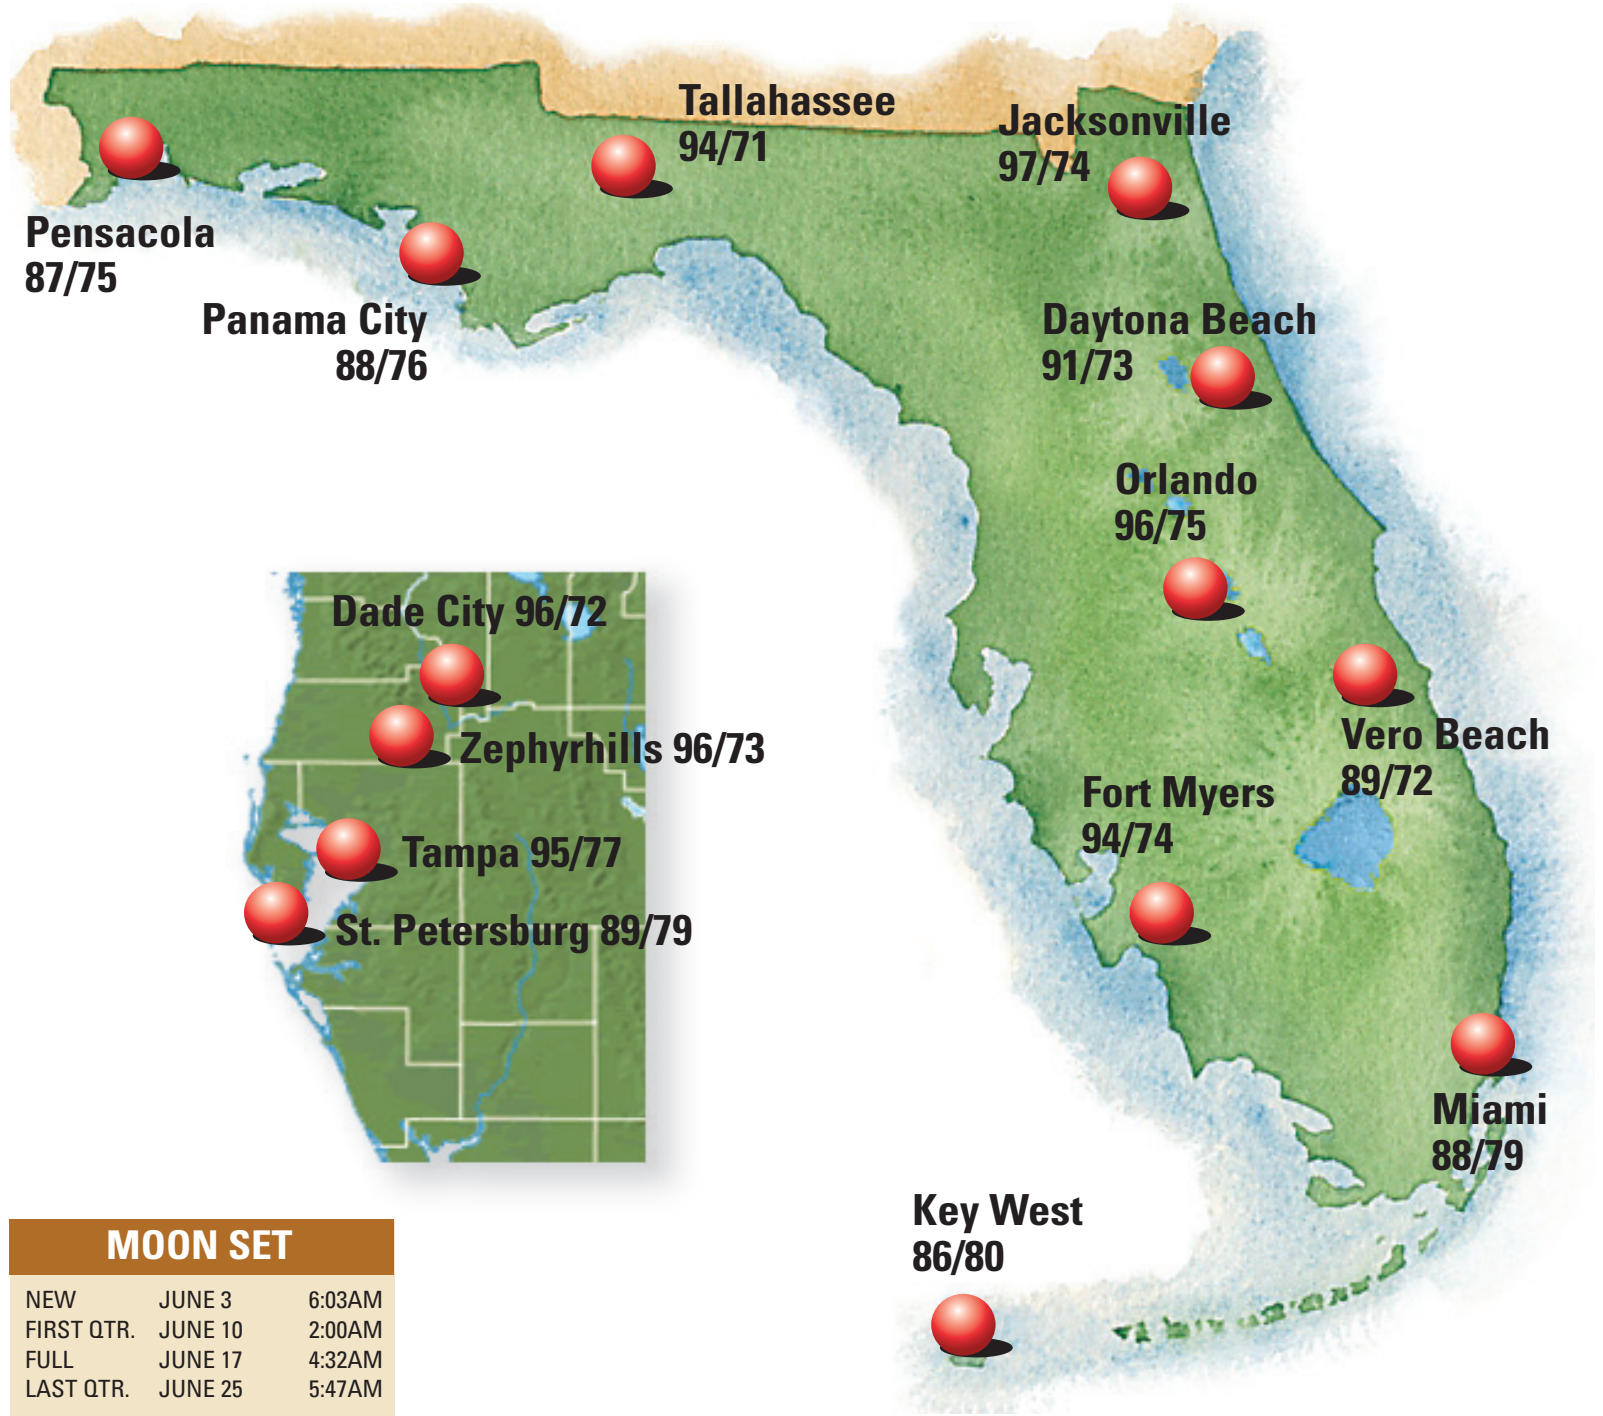 Tallahassee
94/71
Jacksonville
97/74
Pensacola
87/75
Panama City
88/76
Daytona Beach
91/73
Orlando
96/75
Dade City 96/72
Zephyrhills 96/73
Tampa 95/77
St. Petersburg 89/79
Vero Beach
89/72
Fort Myers
94/74
Miami
88/79
Key West
86/80
MOON SET
NEW JUNE 3 6:03AM
FIRST QTR. JUNE 10 2:00AM
FULL JUNE 17 4:32AM
LAST QTR. JUNE 25 5:47AM